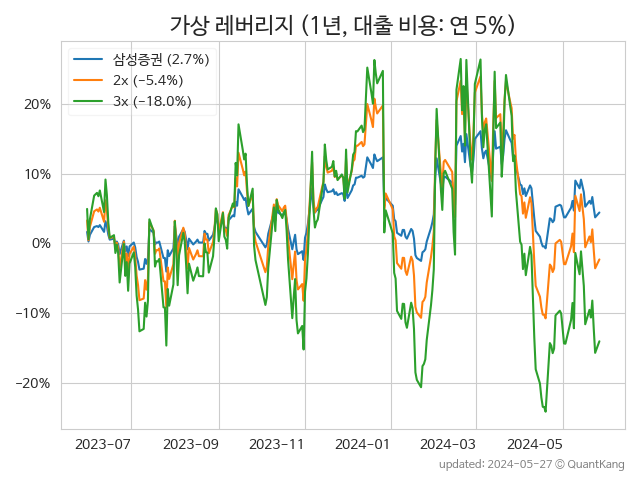 가상 레버리지 (1년, 대출 비용: 연 5%)
삼성증권 (2.7%)
2x (−5.4%)
3x (−18.0%)
20%
10%
0%
−10%
−20%
2023-07 2023-09 2023-11 2024-01 2024-03 2024-05
updated: 2024-05-27 © QuantKang